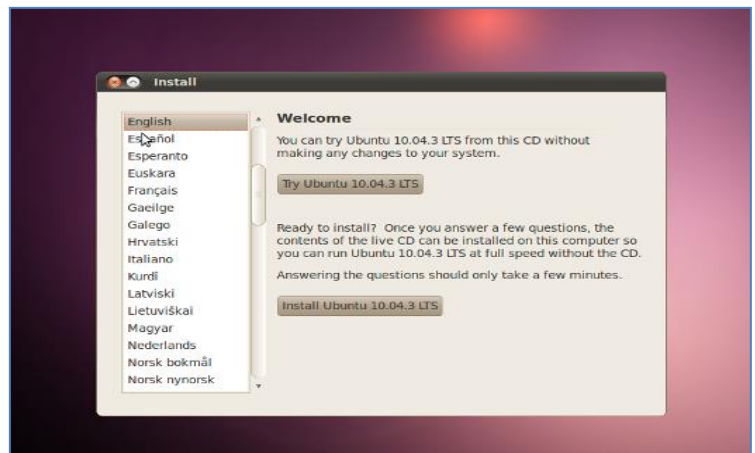 Install
English
Español
Esperanto
Euskara
Français
Gaeilge
Galego
Hrvatski
Italiano
Kurdî
Latviski
Lietuviškai
Magyar
Nederlands
Norsk bokmål
Norsk nynorsk
Welcome
You can try Ubuntu 10.04.3 LTS from this CD without
making any changes to your system.
Try Ubuntu 10.04.3 LTS
Ready to install? Once you answer a few questions, the
contents of the live CD can be installed on this computer so
you can run Ubuntu 10.04.3 LTS at full speed without the CD.
Answering the questions should only take a few minutes.
Install Ubuntu 10.04.3 LTS